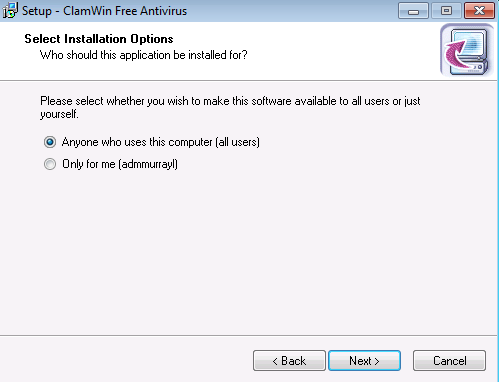 Setup - ClamWin Free Antivirus
Select Installation Options
Who should this application be installed for?
Please select whether you wish to make this software available to all users or just
yourself.
Anyone who uses this computer (all users)
Only for me (admmurrayl)
< Back
Next >
Cancel